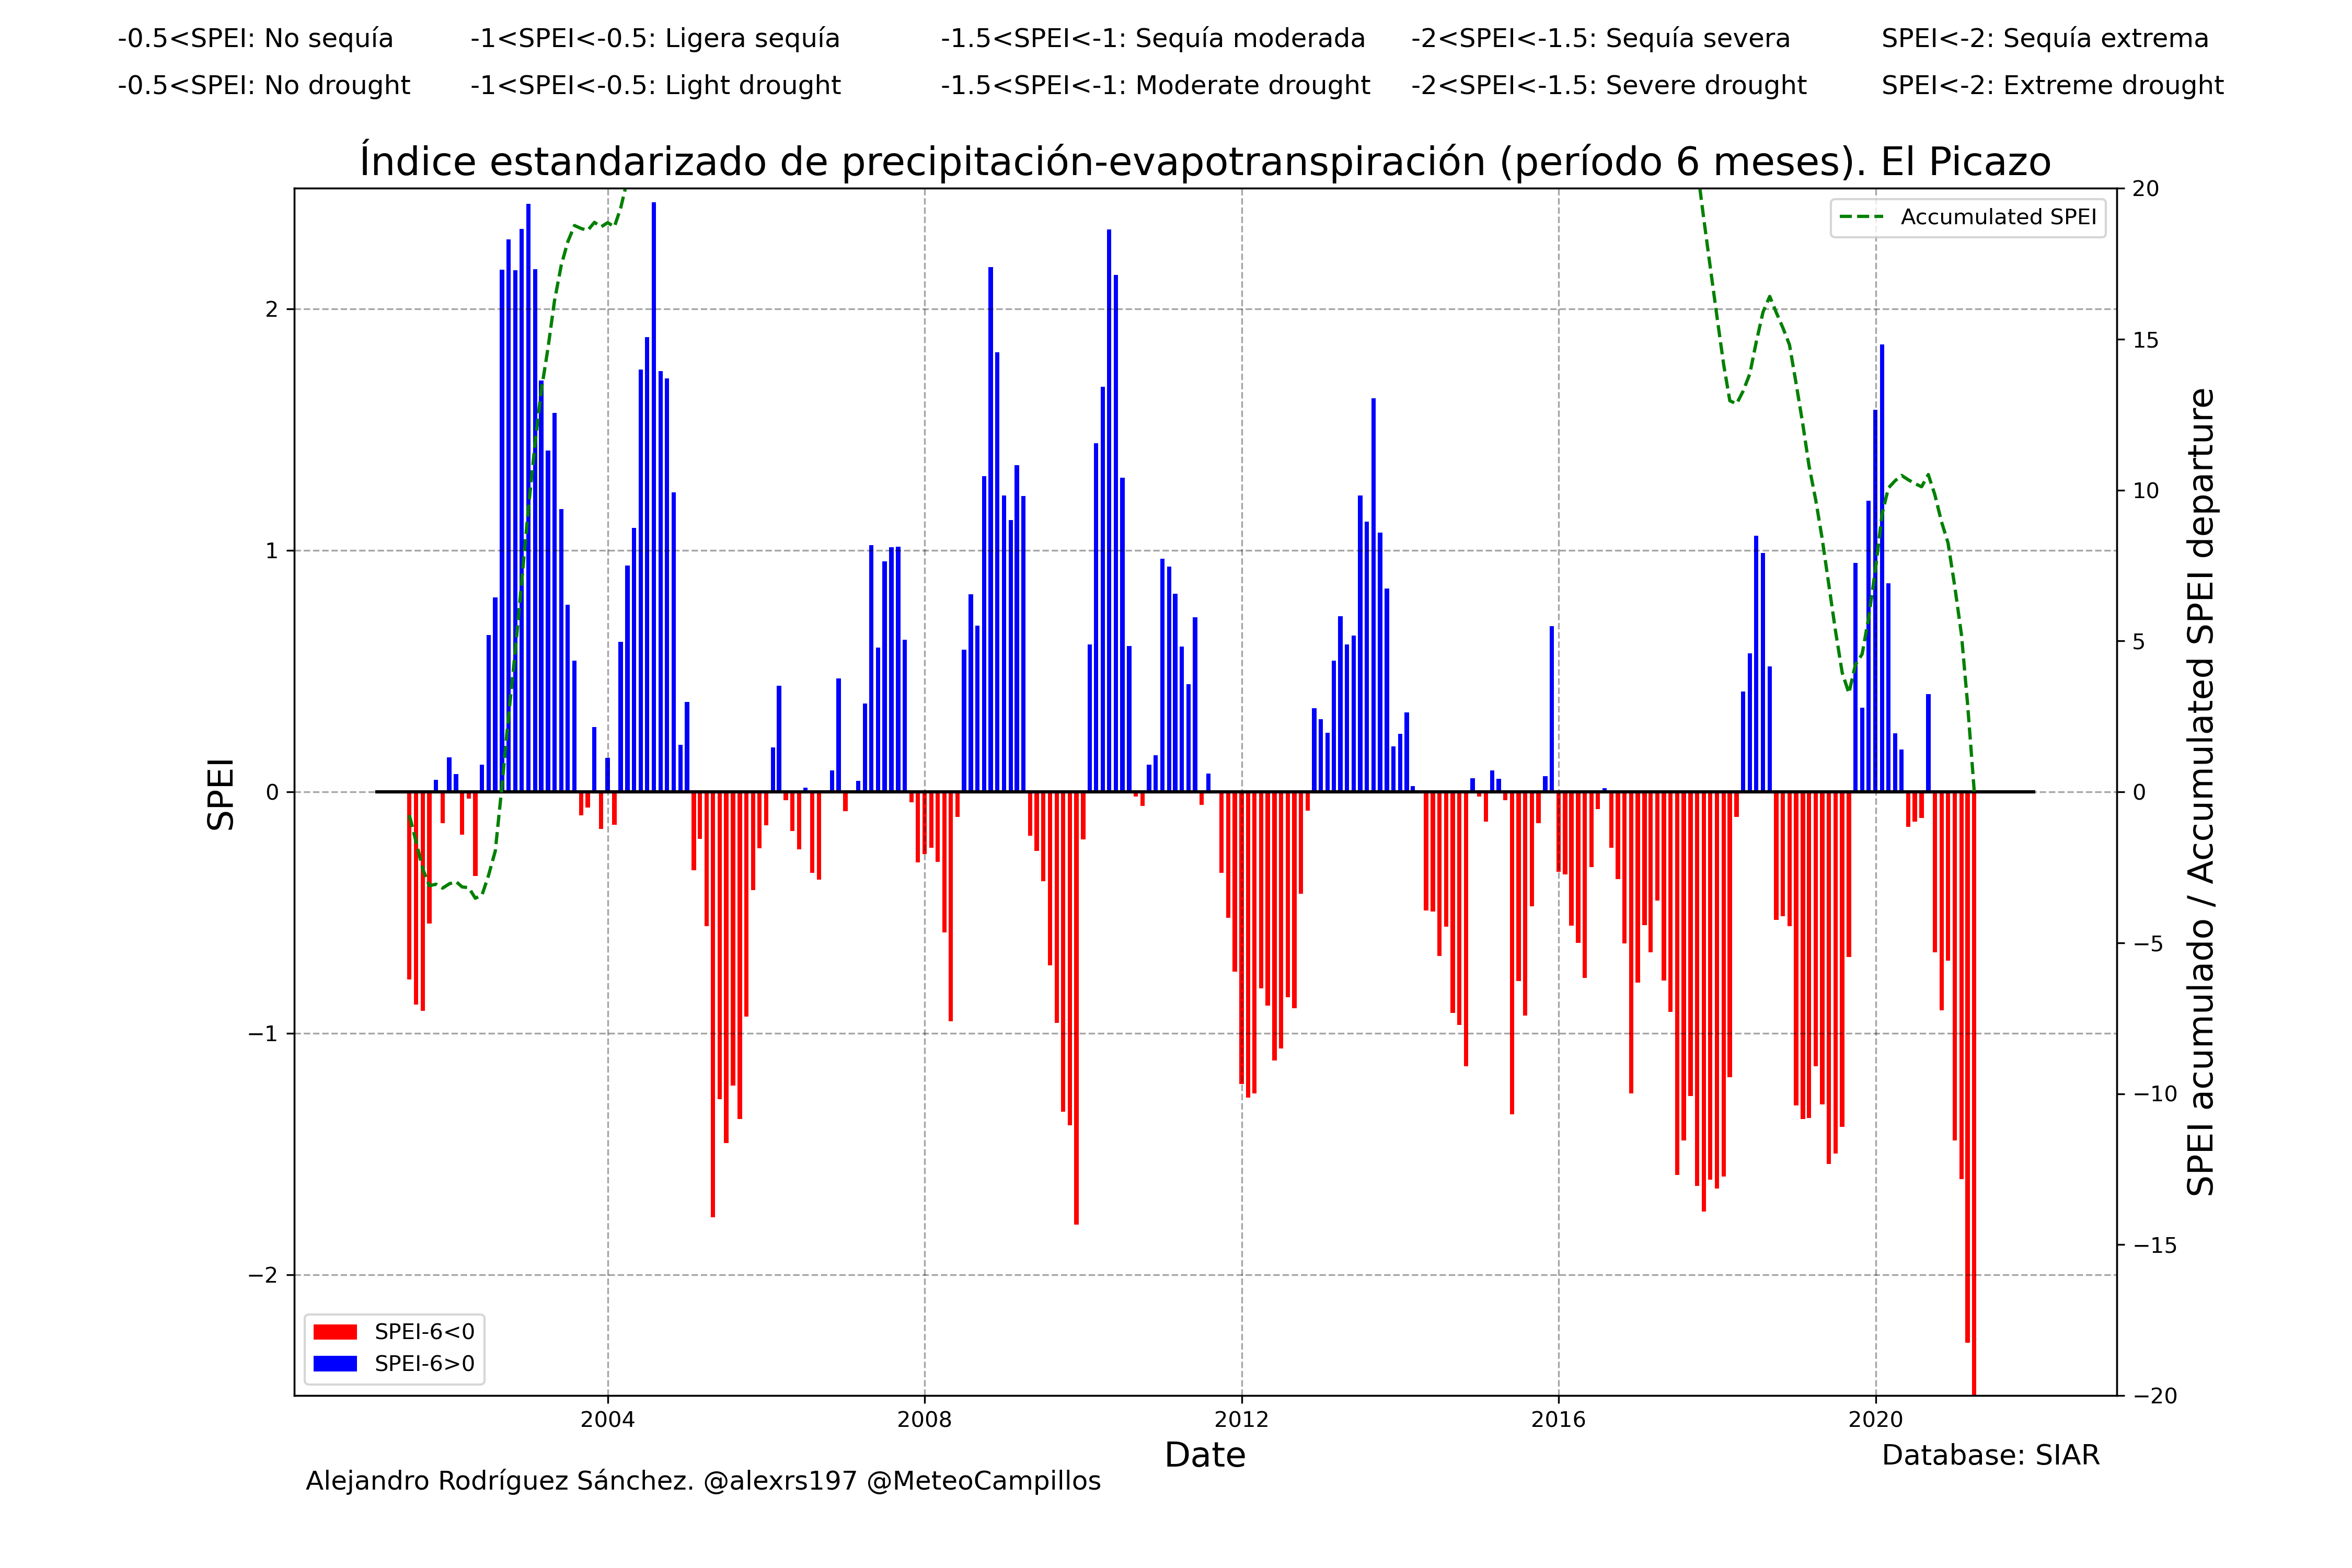 -0.5<SPEI: No sequía -1<SPEI<-0.5: Ligera sequía -1.5<SPEI<-1: Sequía moderada -2<SPEI<-1.5: Sequía severa SPEI<-2: Sequía extrema
-0.5<SPEI: No drought -1<SPEI<-0.5: Light drought -1.5<SPEI<-1: Moderate drought -2<SPEI<-1.5: Severe drought SPEI<-2: Extreme drought
Índice estandarizado de precipitación-evapotranspiración (período 6 meses). El Picazo
Accumulated SPEI
SPEI
2
1
0
−1
−2
20
15
10
5
0
−5
−10
−15
−20
SPEI acumulado / Accumulated SPEI departure
SPEI-6<0
SPEI-6>0
2004 2008 2012 2016 2020
Date
Database: SIAR
Alejandro Rodríguez Sánchez. @alexrs197 @MeteoCampillos